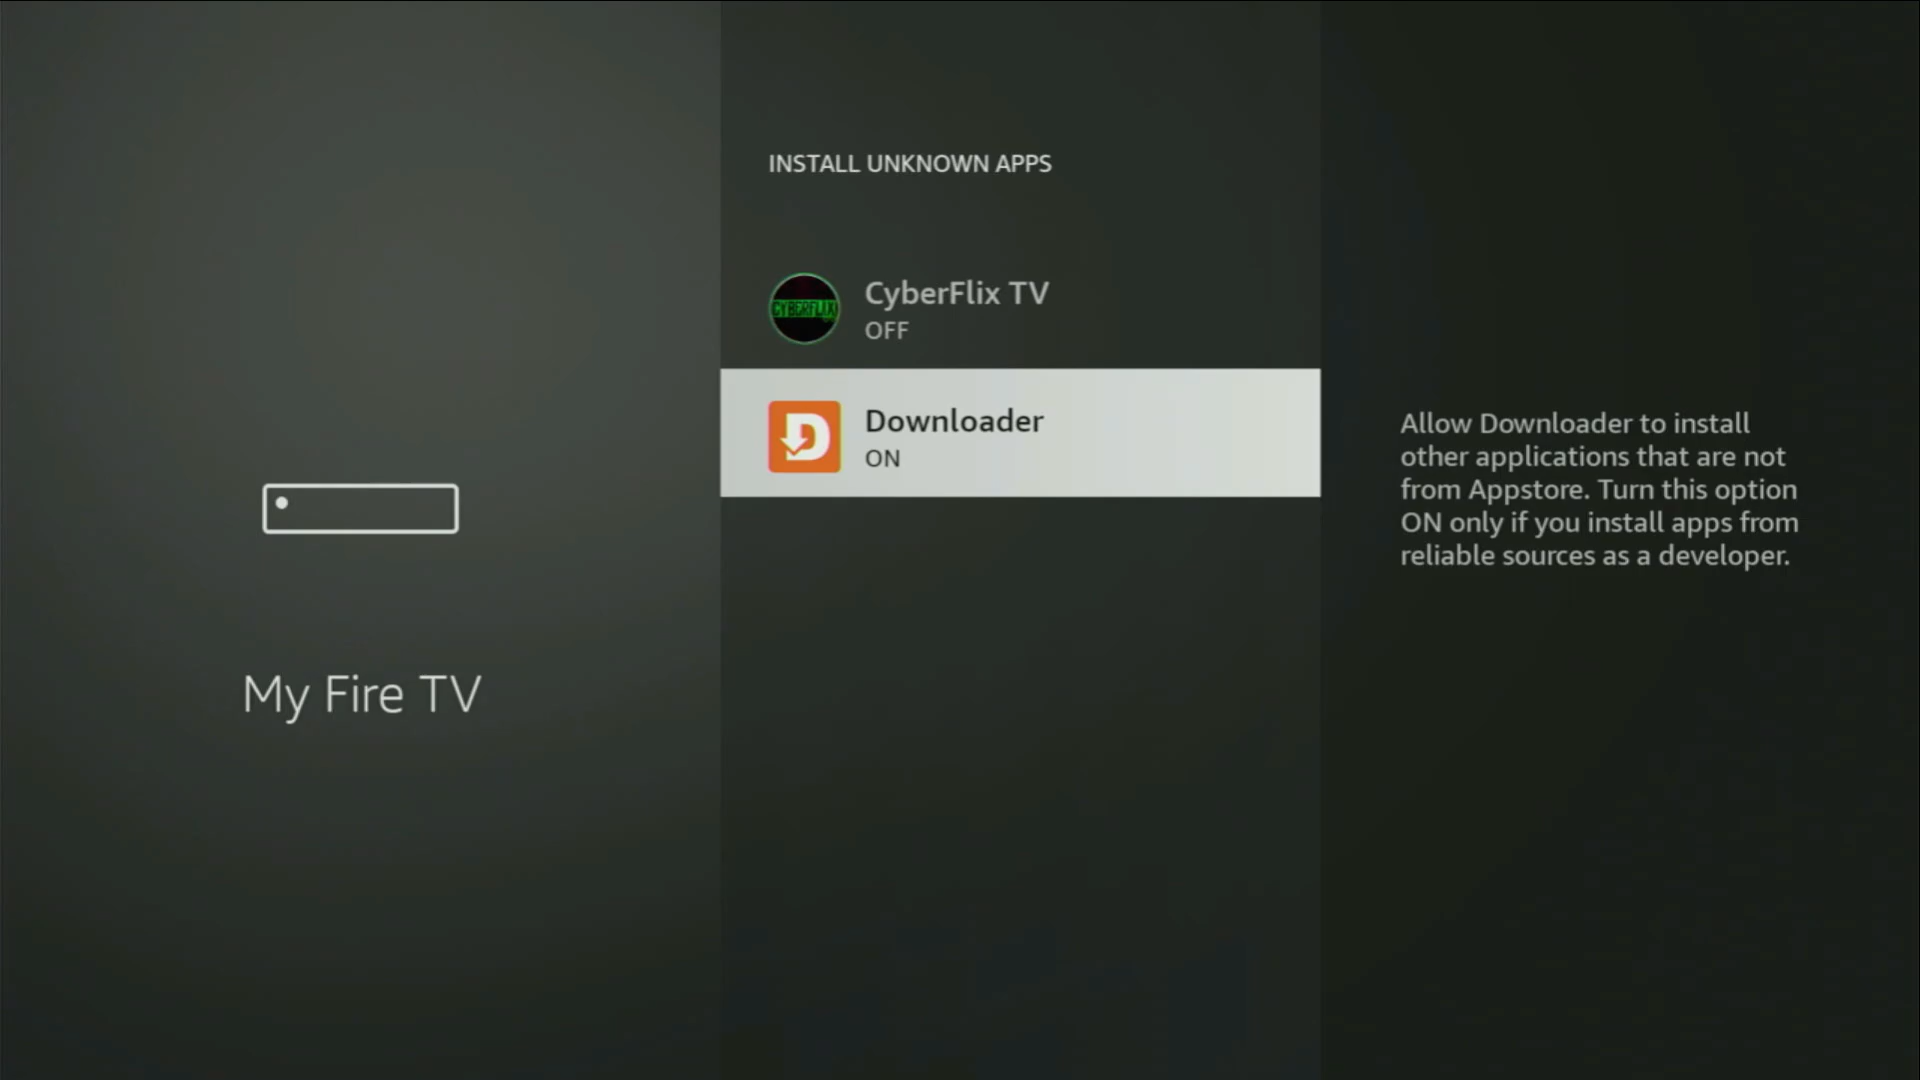 INSTALL UNKNOWN APPS
CYBERFLIX
CyberFlix TV
OFF
D
Downloader
ON
Allow Downloader to install
other applications that are not
from Appstore. Turn this option
ON only if you install apps from
reliable sources as a developer.
My Fire TV